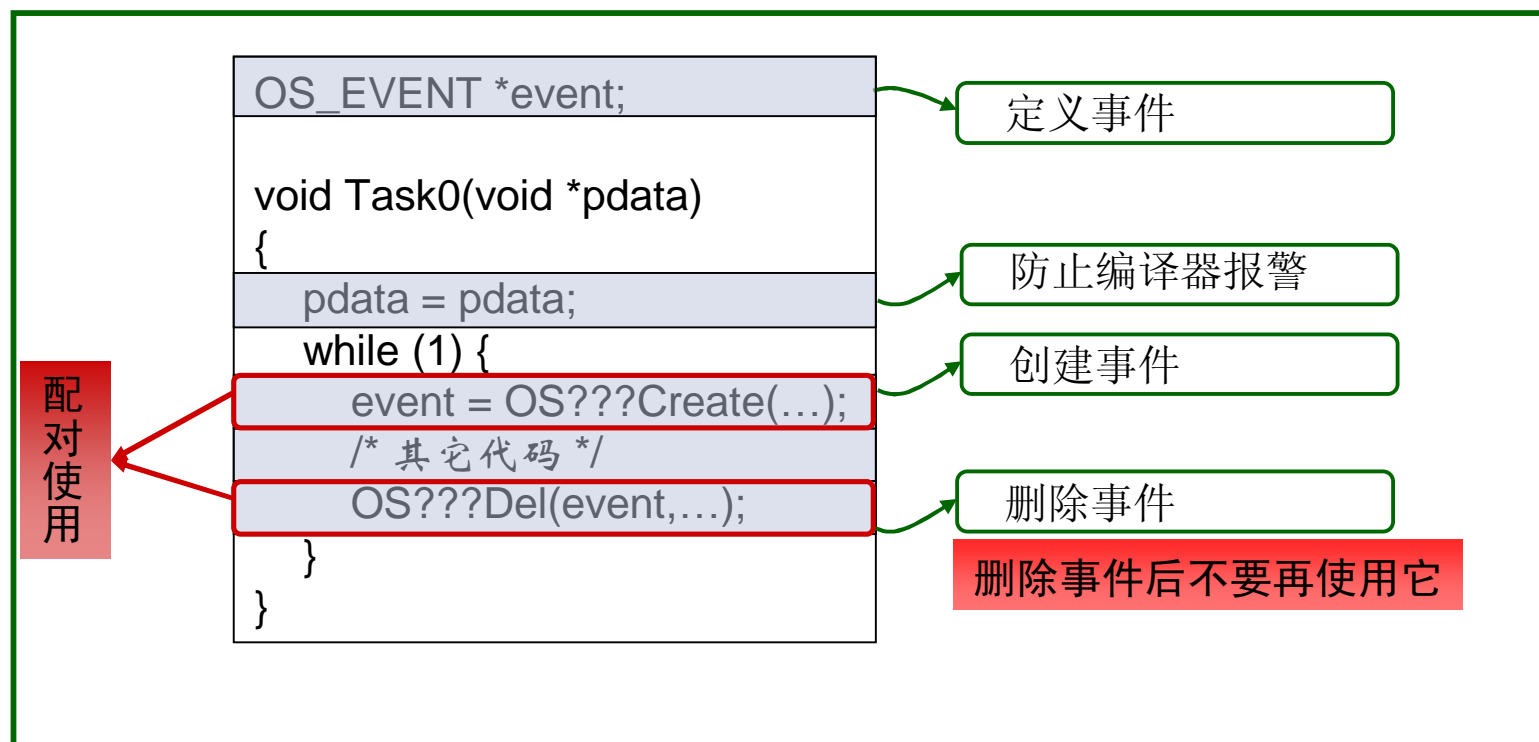 OS_EVENT *event;
定义事件
void Task0(void *pdata)
{
pdata = pdata;
防止编译器报警
while (1) {
event = OS???Create(…);
创建事件
/* 其它代码 */
OS???Del(event,…);
删除事件
}
}
配对使用
删除事件后不要再使用它